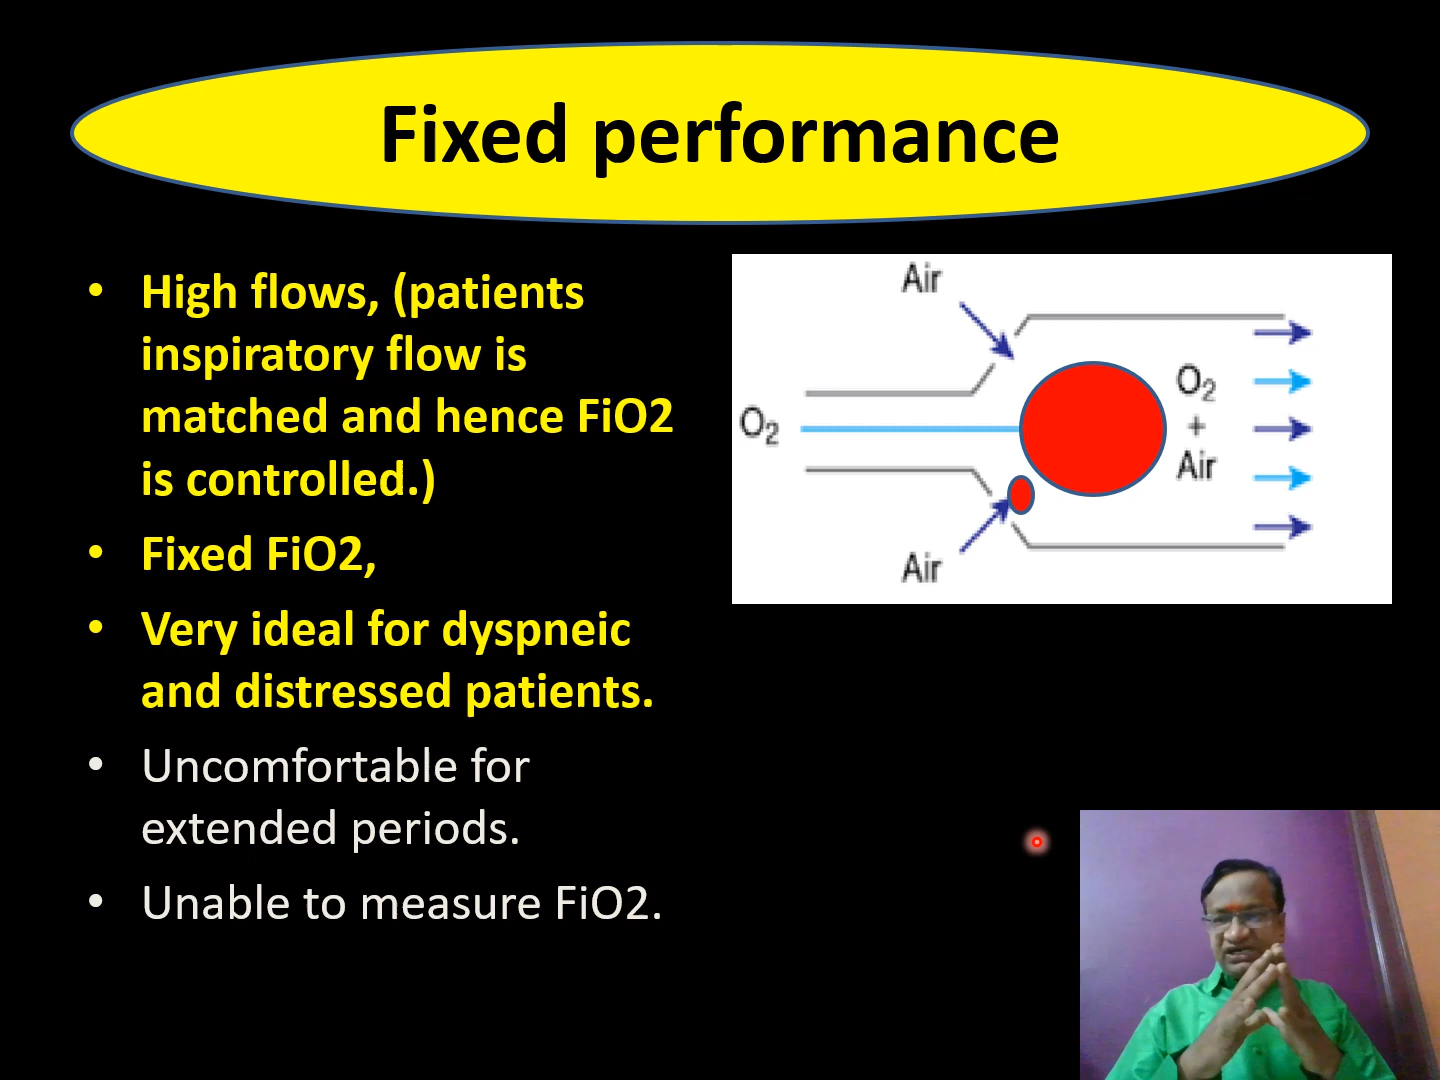 Fixed performance
• High flows, (patients
inspiratory flow is
matched and hence FiO2
is controlled.)
• Fixed FiO2,
• Very ideal for dyspneic
and distressed patients.
• Uncomfortable for
extended periods.
• Unable to measure FiO2.
Air
O₂
Air
O₂
+
Air